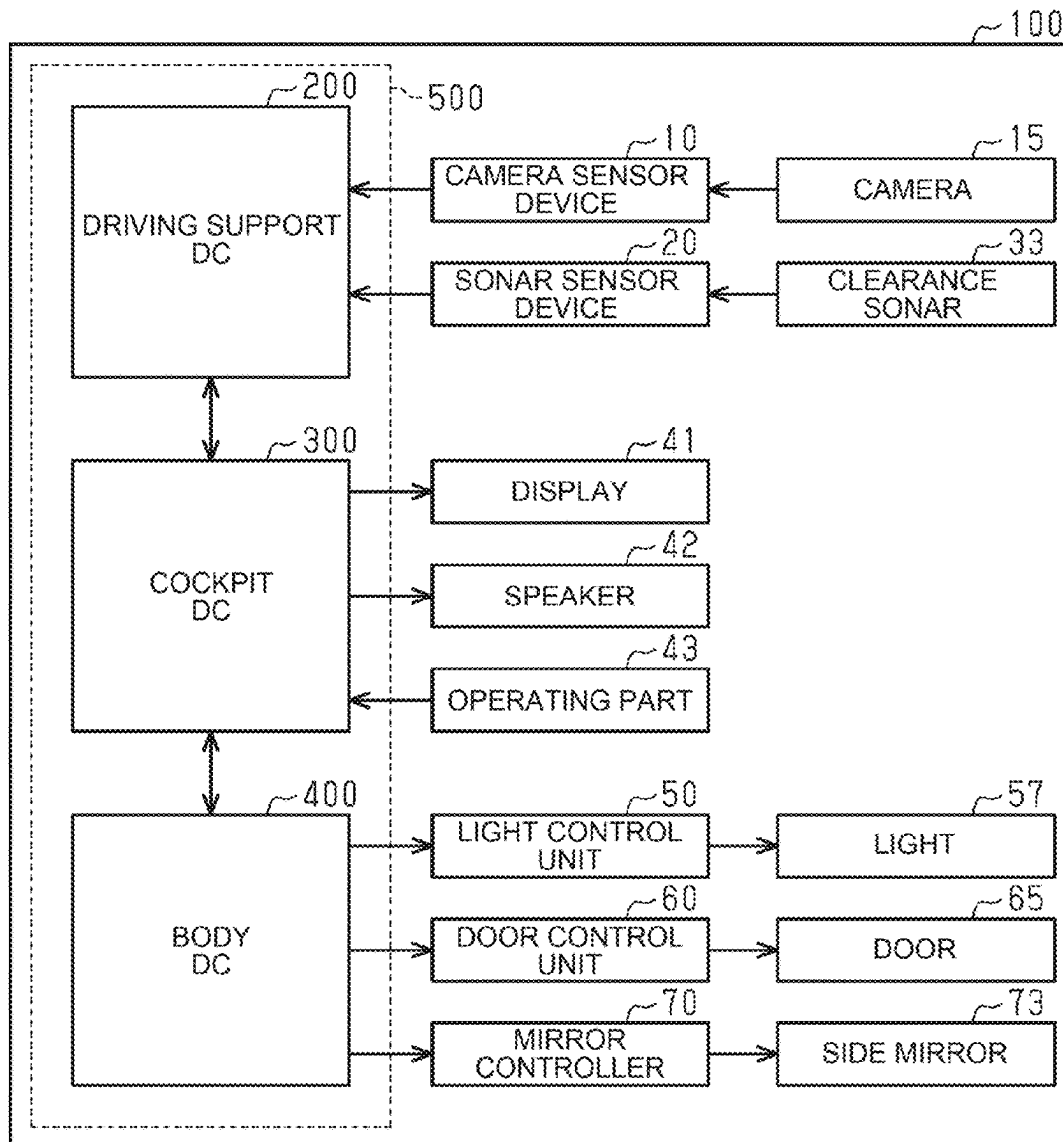 100
200
500
DRIVING SUPPORT
DC
10
CAMERA SENSOR
DEVICE
15
CAMERA
20
SONAR SENSOR
DEVICE
33
CLEARANCE
SONAR
300
COCKPIT
DC
41
DISPLAY
42
SPEAKER
43
OPERATING PART
400
BODY
DC
50
LIGHT CONTROL
UNIT
57
LIGHT
60
DOOR CONTROL
UNIT
65
DOOR
70
MIRROR
CONTROLLER
73
SIDE MIRROR